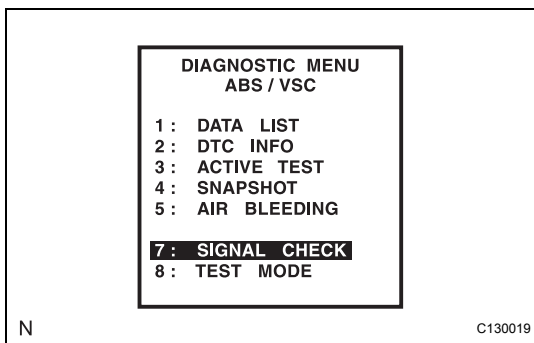 DIAGNOSTIC MENU
ABS / VSC
1 : DATA LIST
2 : DTC INFO
3 : ACTIVE TEST
4 : SNAPSHOT
5 : AIR BLEEDING
7 : SIGNAL CHECK
8 : TEST MODE
N
C130019